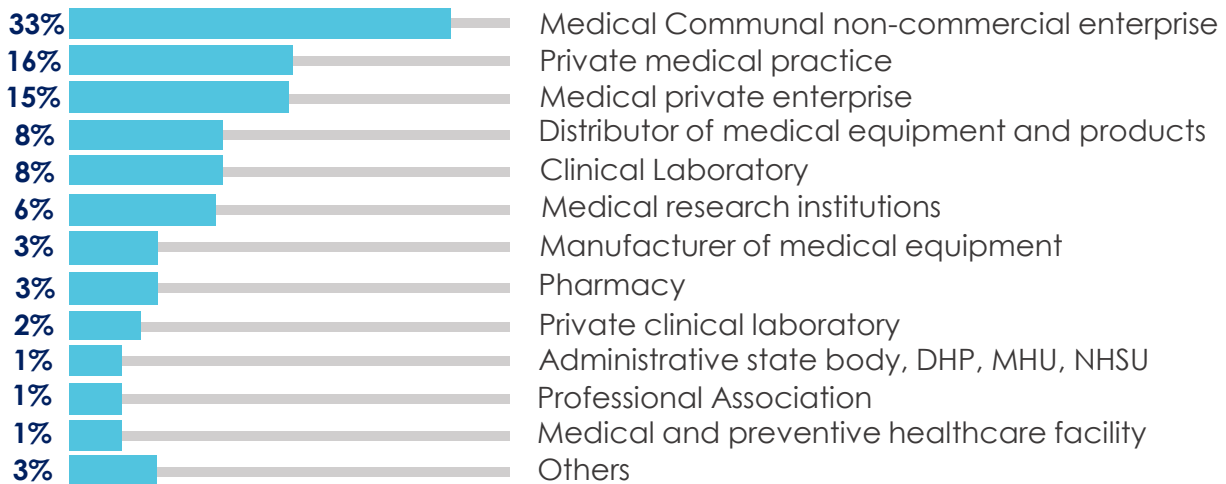 33% Medical Communal non-commercial enterprise
16% Private medical practice
15% Medical private enterprise
8% Distributor of medical equipment and products
8% Clinical Laboratory
6% Medical research institutions
3% Manufacturer of medical equipment
3% Pharmacy
2% Private clinical laboratory
1% Administrative state body, DHP, MHU, NHSU
1% Professional Association
1% Medical and preventive healthcare facility
3% Others